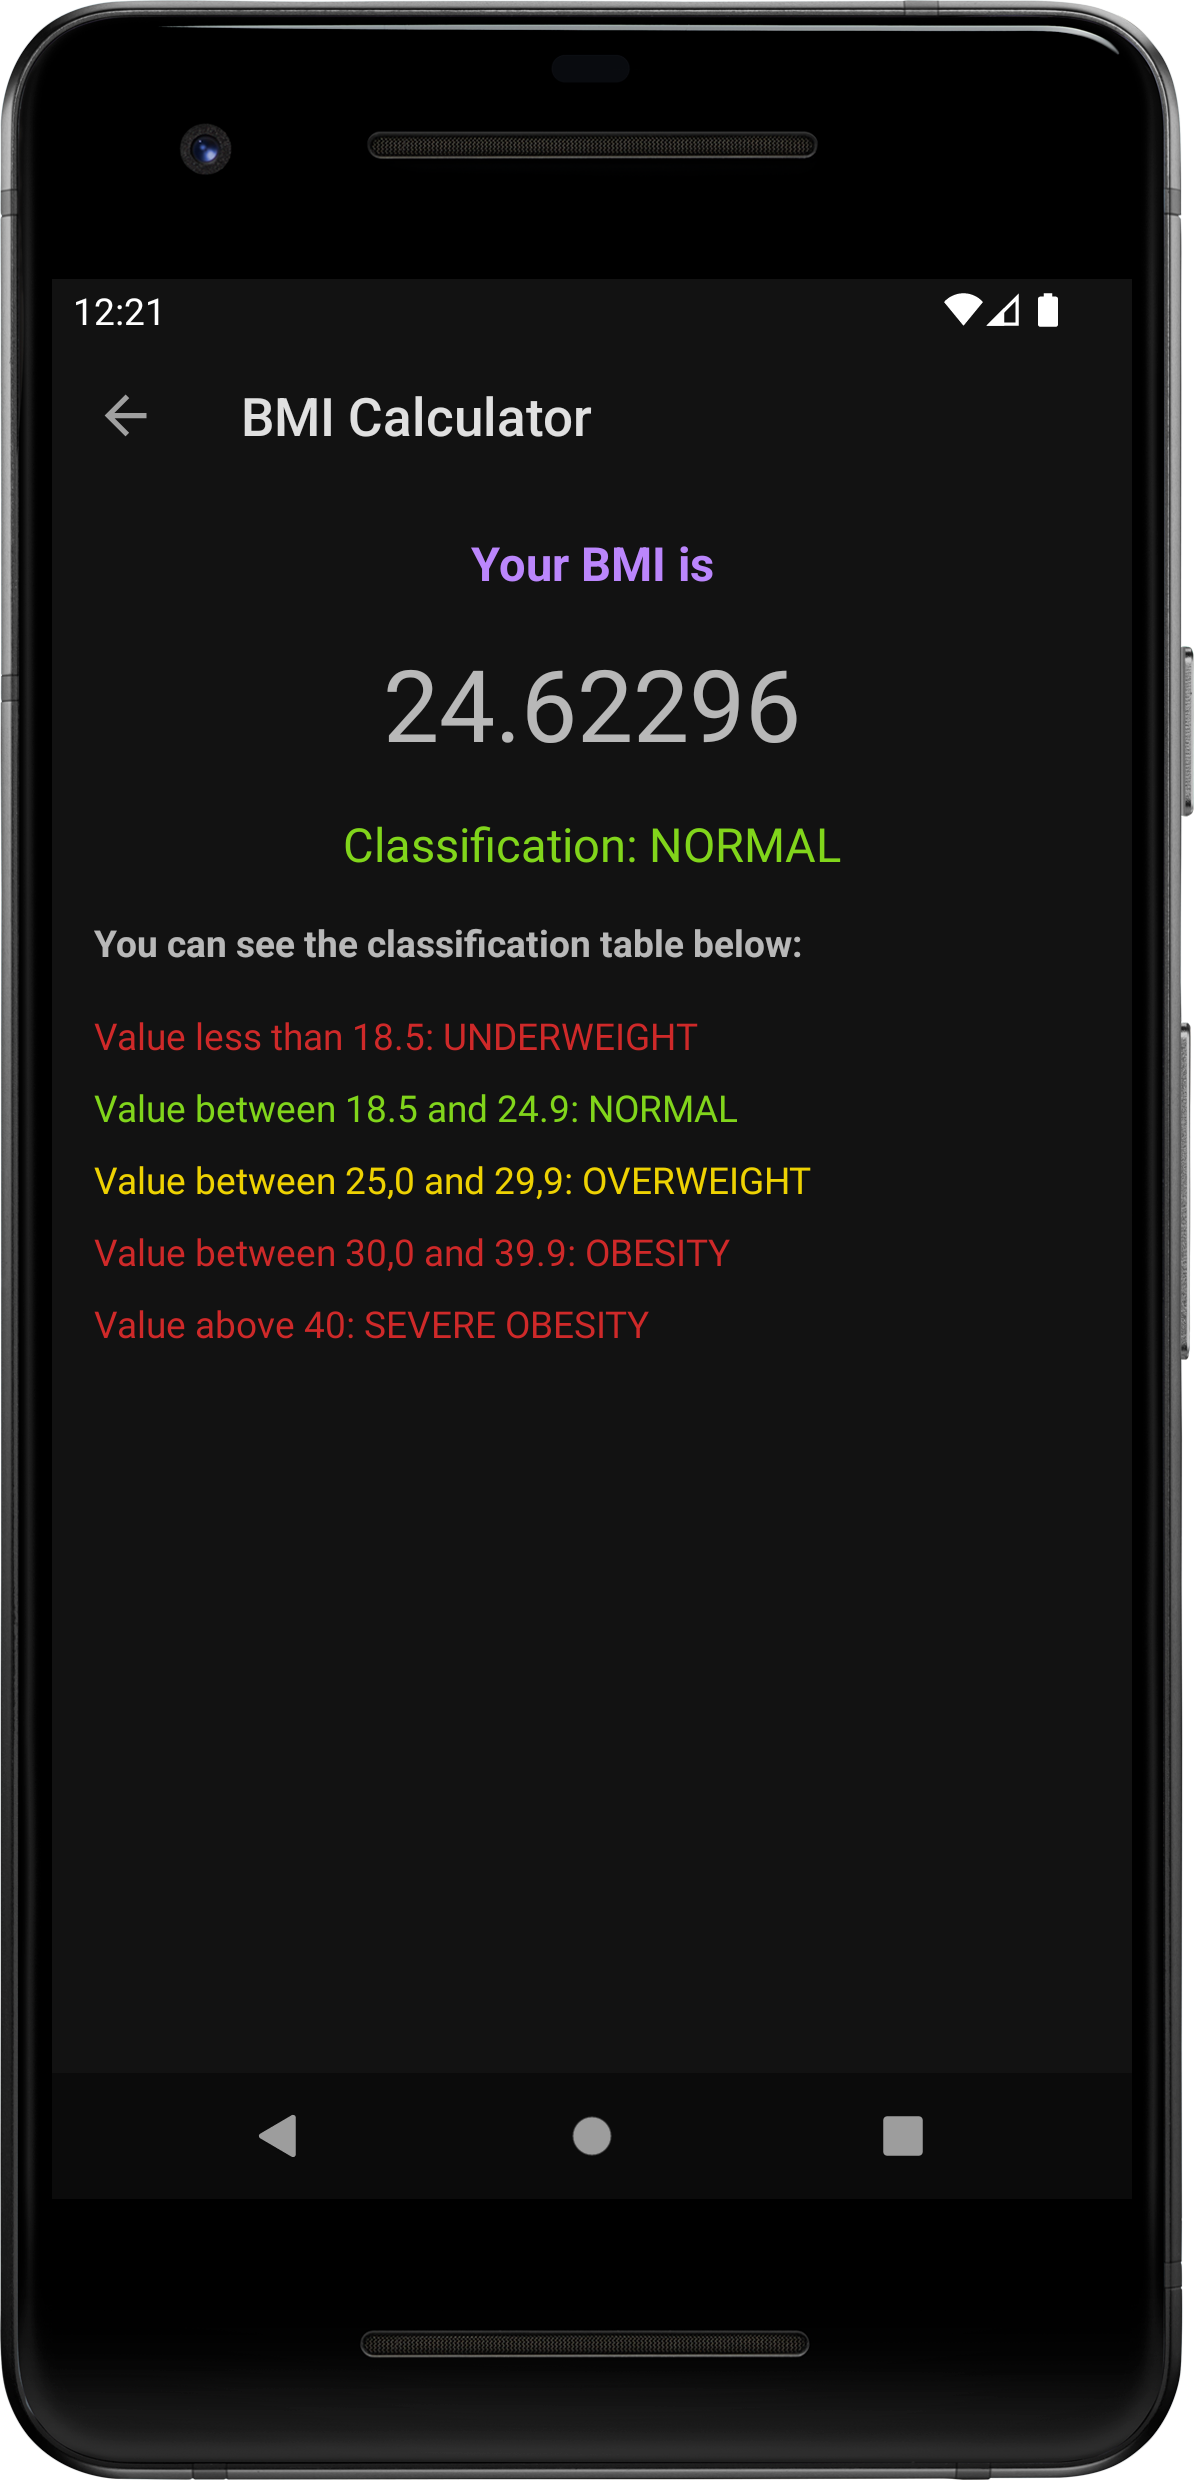 12:21
BMI Calculator
Your BMI is
24.62296
Classification: NORMAL
You can see the classification table below:
Value less than 18.5: UNDERWEIGHT
Value between 18.5 and 24.9: NORMAL
Value between 25,0 and 29,9: OVERWEIGHT
Value between 30,0 and 39.9: OBESITY
Value above 40: SEVERE OBESITY